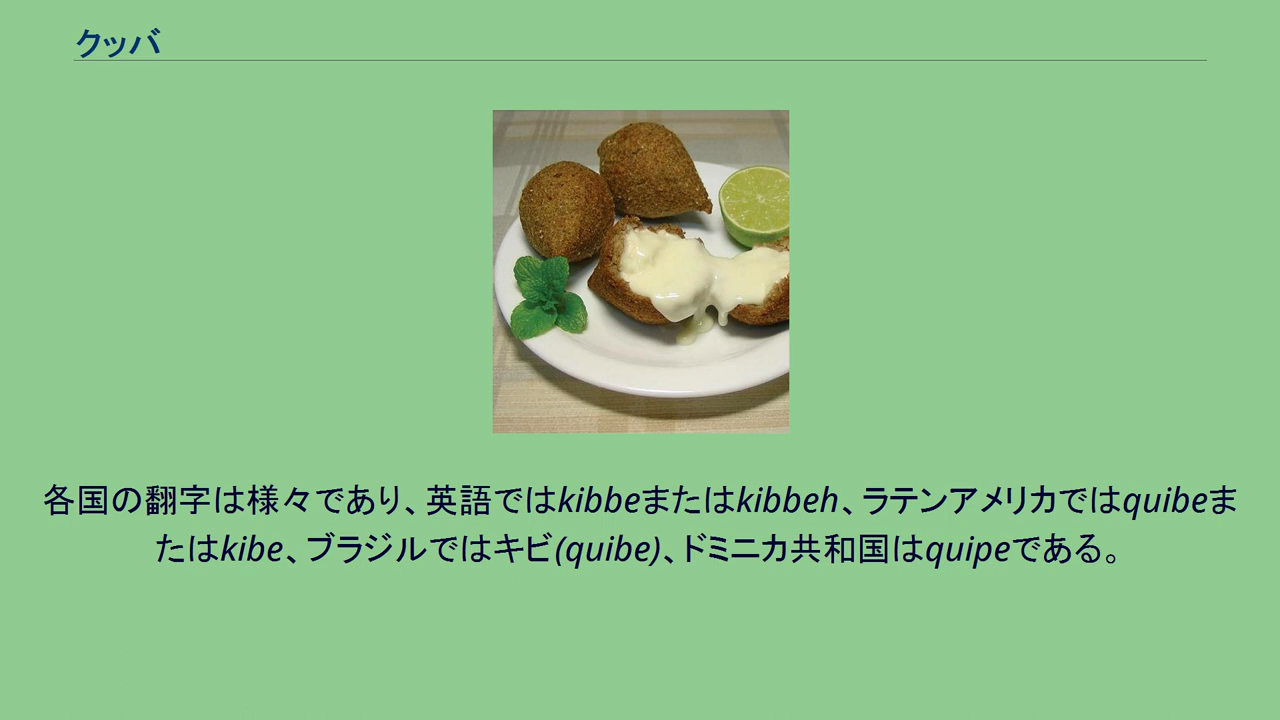 クッバ
各国の翻字は様々であり、英語ではkibbeまたはkibbeh、ラテンアメリカではquibeま
たはkibe、ブラジルではキビ(quibe)、ドミニカ共和国はquipeである。